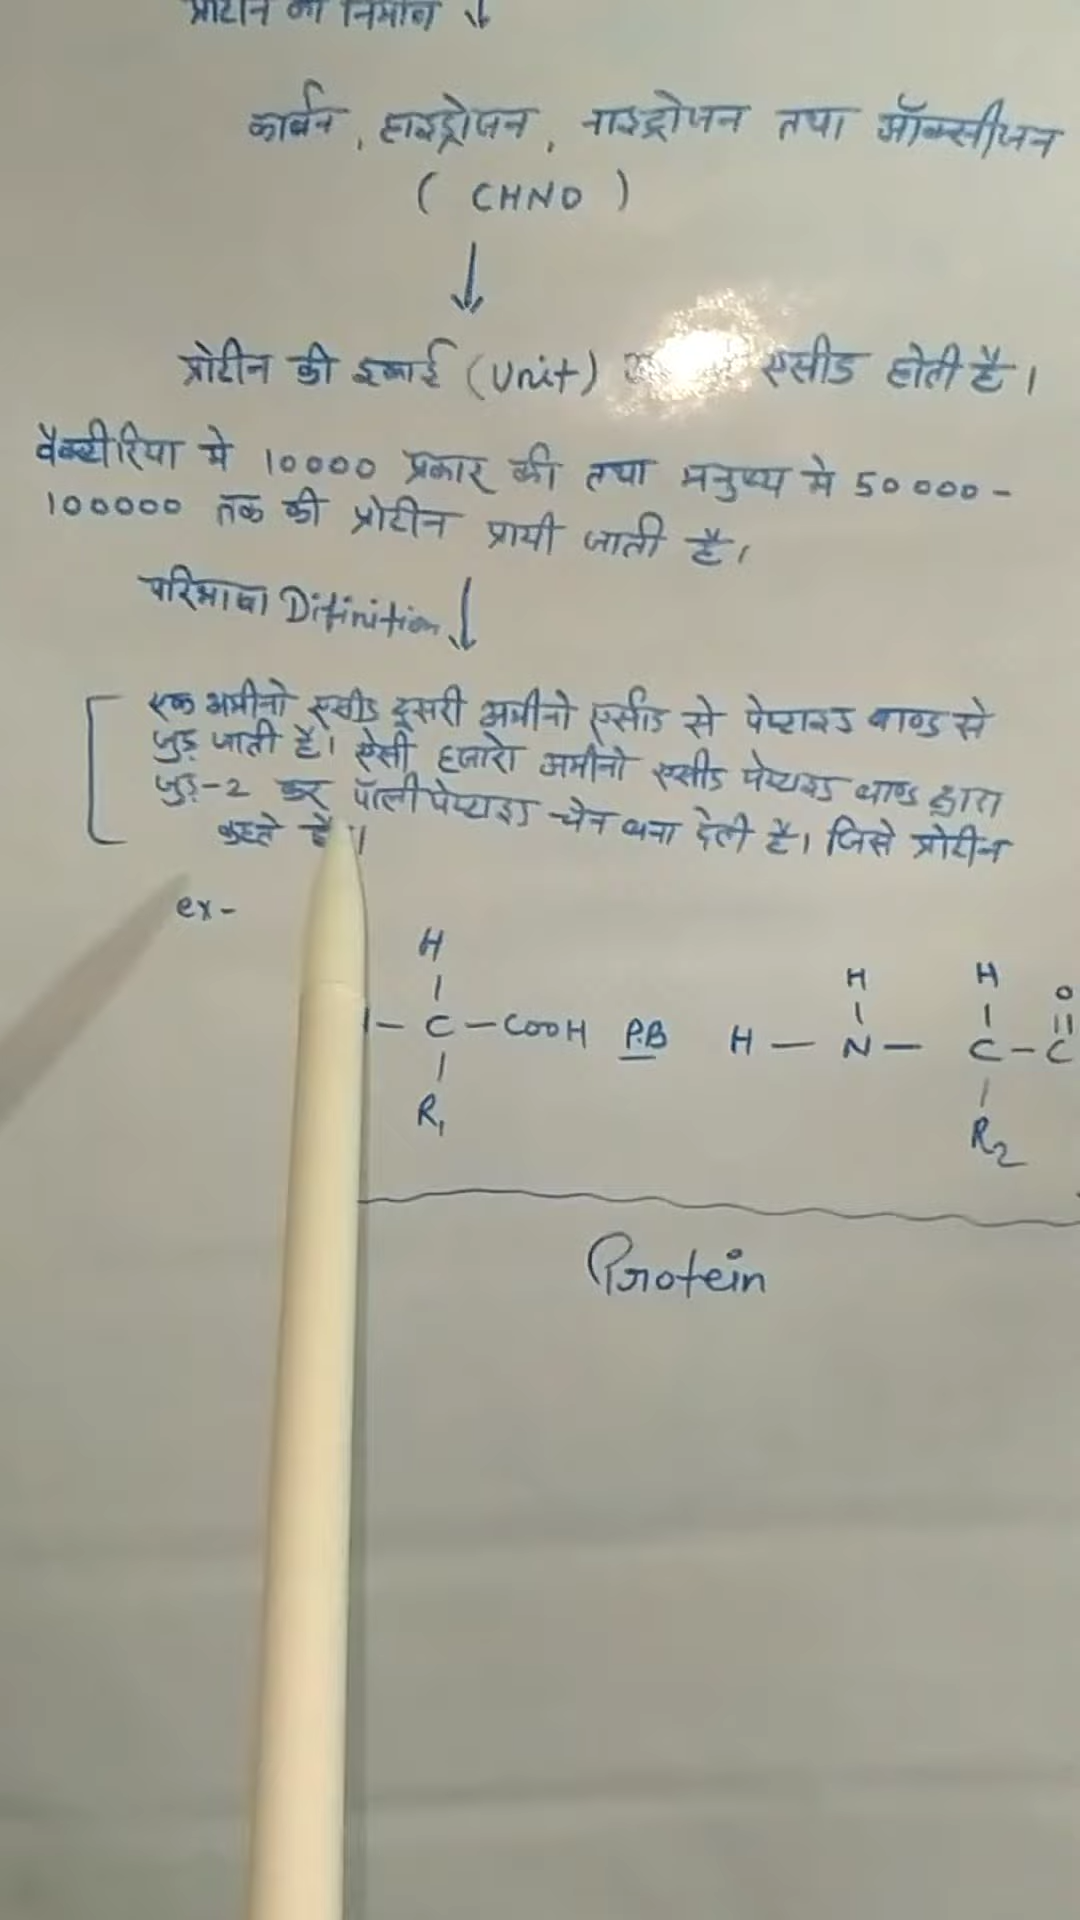 प्रोटीन का निर्माण ↓
कार्बन, हाइड्रोजन, नाइट्रोजन तथा ऑक्सीजन
( CHNO )
↓
प्रोटीन की इकाई (Unit) एसीड होती है।
बैक्टीरिया मे 10000 प्रकार की तथा मनुष्य मे 50000-
100000 तक की प्रोटीन पायी जाती है।
परिभाषा Difinition ↓
एक अमीनो एसीड दूसरी अमीनो एसीड से पेप्टाइड बाण्ड से
जुड़ जाती है। ऐसी हजारो अमीनो एसीड पेप्टाइड बाण्ड द्वारा
जुड़-2 कर पॉलीपेप्टाइड चेन बना देती है। जिसे प्रोटीन
कहते है।
ex-
H
H H O
– C – COOH P.B H – N – C – C
R1
R2
Protein